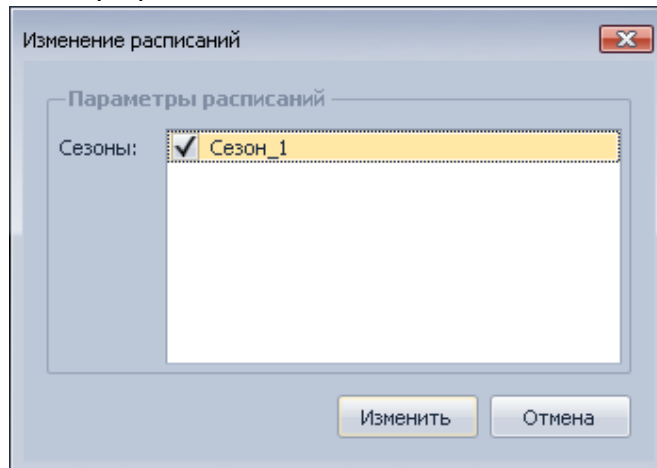 Изменение расписаний
Параметры расписаний
Сезоны:
Сезон_1
Изменить
Отмена